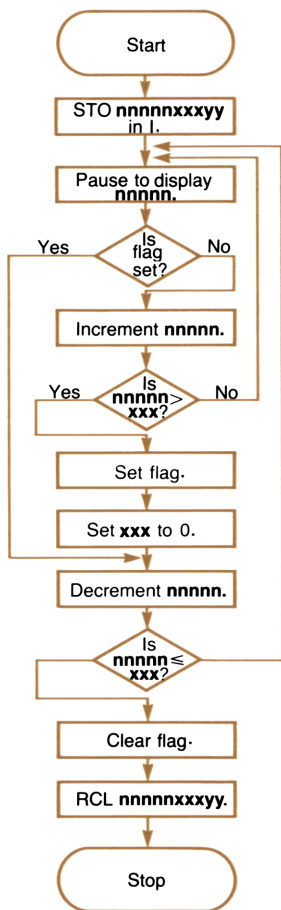 Start
STO nnnnnxxxyy
in I.
Pause to display
nnnnn.
Yes
Is
flag
set?
No
Increment nnnnn.
Yes
Is
nnnnn>
xxx?
No
Set flag.
Set xxx to 0.
Decrement nnnnn.
Is
nnnnn≤
xxx?
Clear flag.
RCL nnnnnxxxyy.
Stop